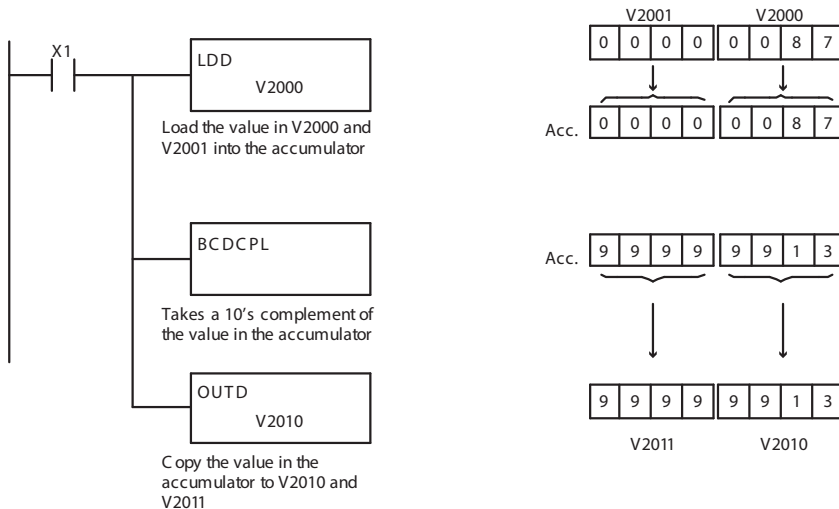 X1
LDD
V2000
Load the value in V2000 and
V2001 into the accumulator
BCDCPL
Takes a 10's complement of
the value in the accumulator
OUTD
V2010
Copy the value in the
accumulator to V2010 and
V2011
V2001 V2000
0 0 0 0 0 0 8 7
Acc. 0 0 0 0 0 0 8 7
Acc. 9 9 9 9 9 9 1 3
9 9 9 9 9 9 1 3
V2011 V2010